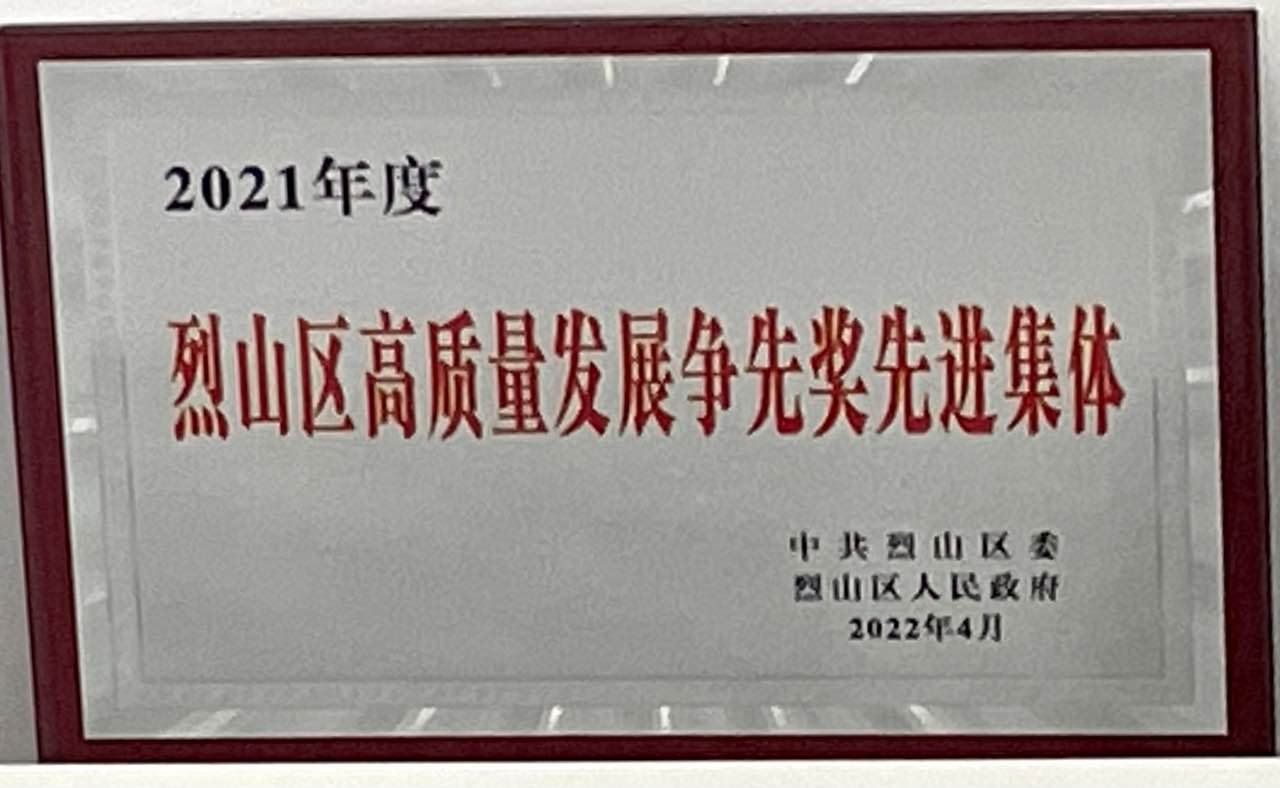 2021年度
烈山区高质量发展争先奖先进集体
中共烈山区委
烈山区人民政府
2022年4月